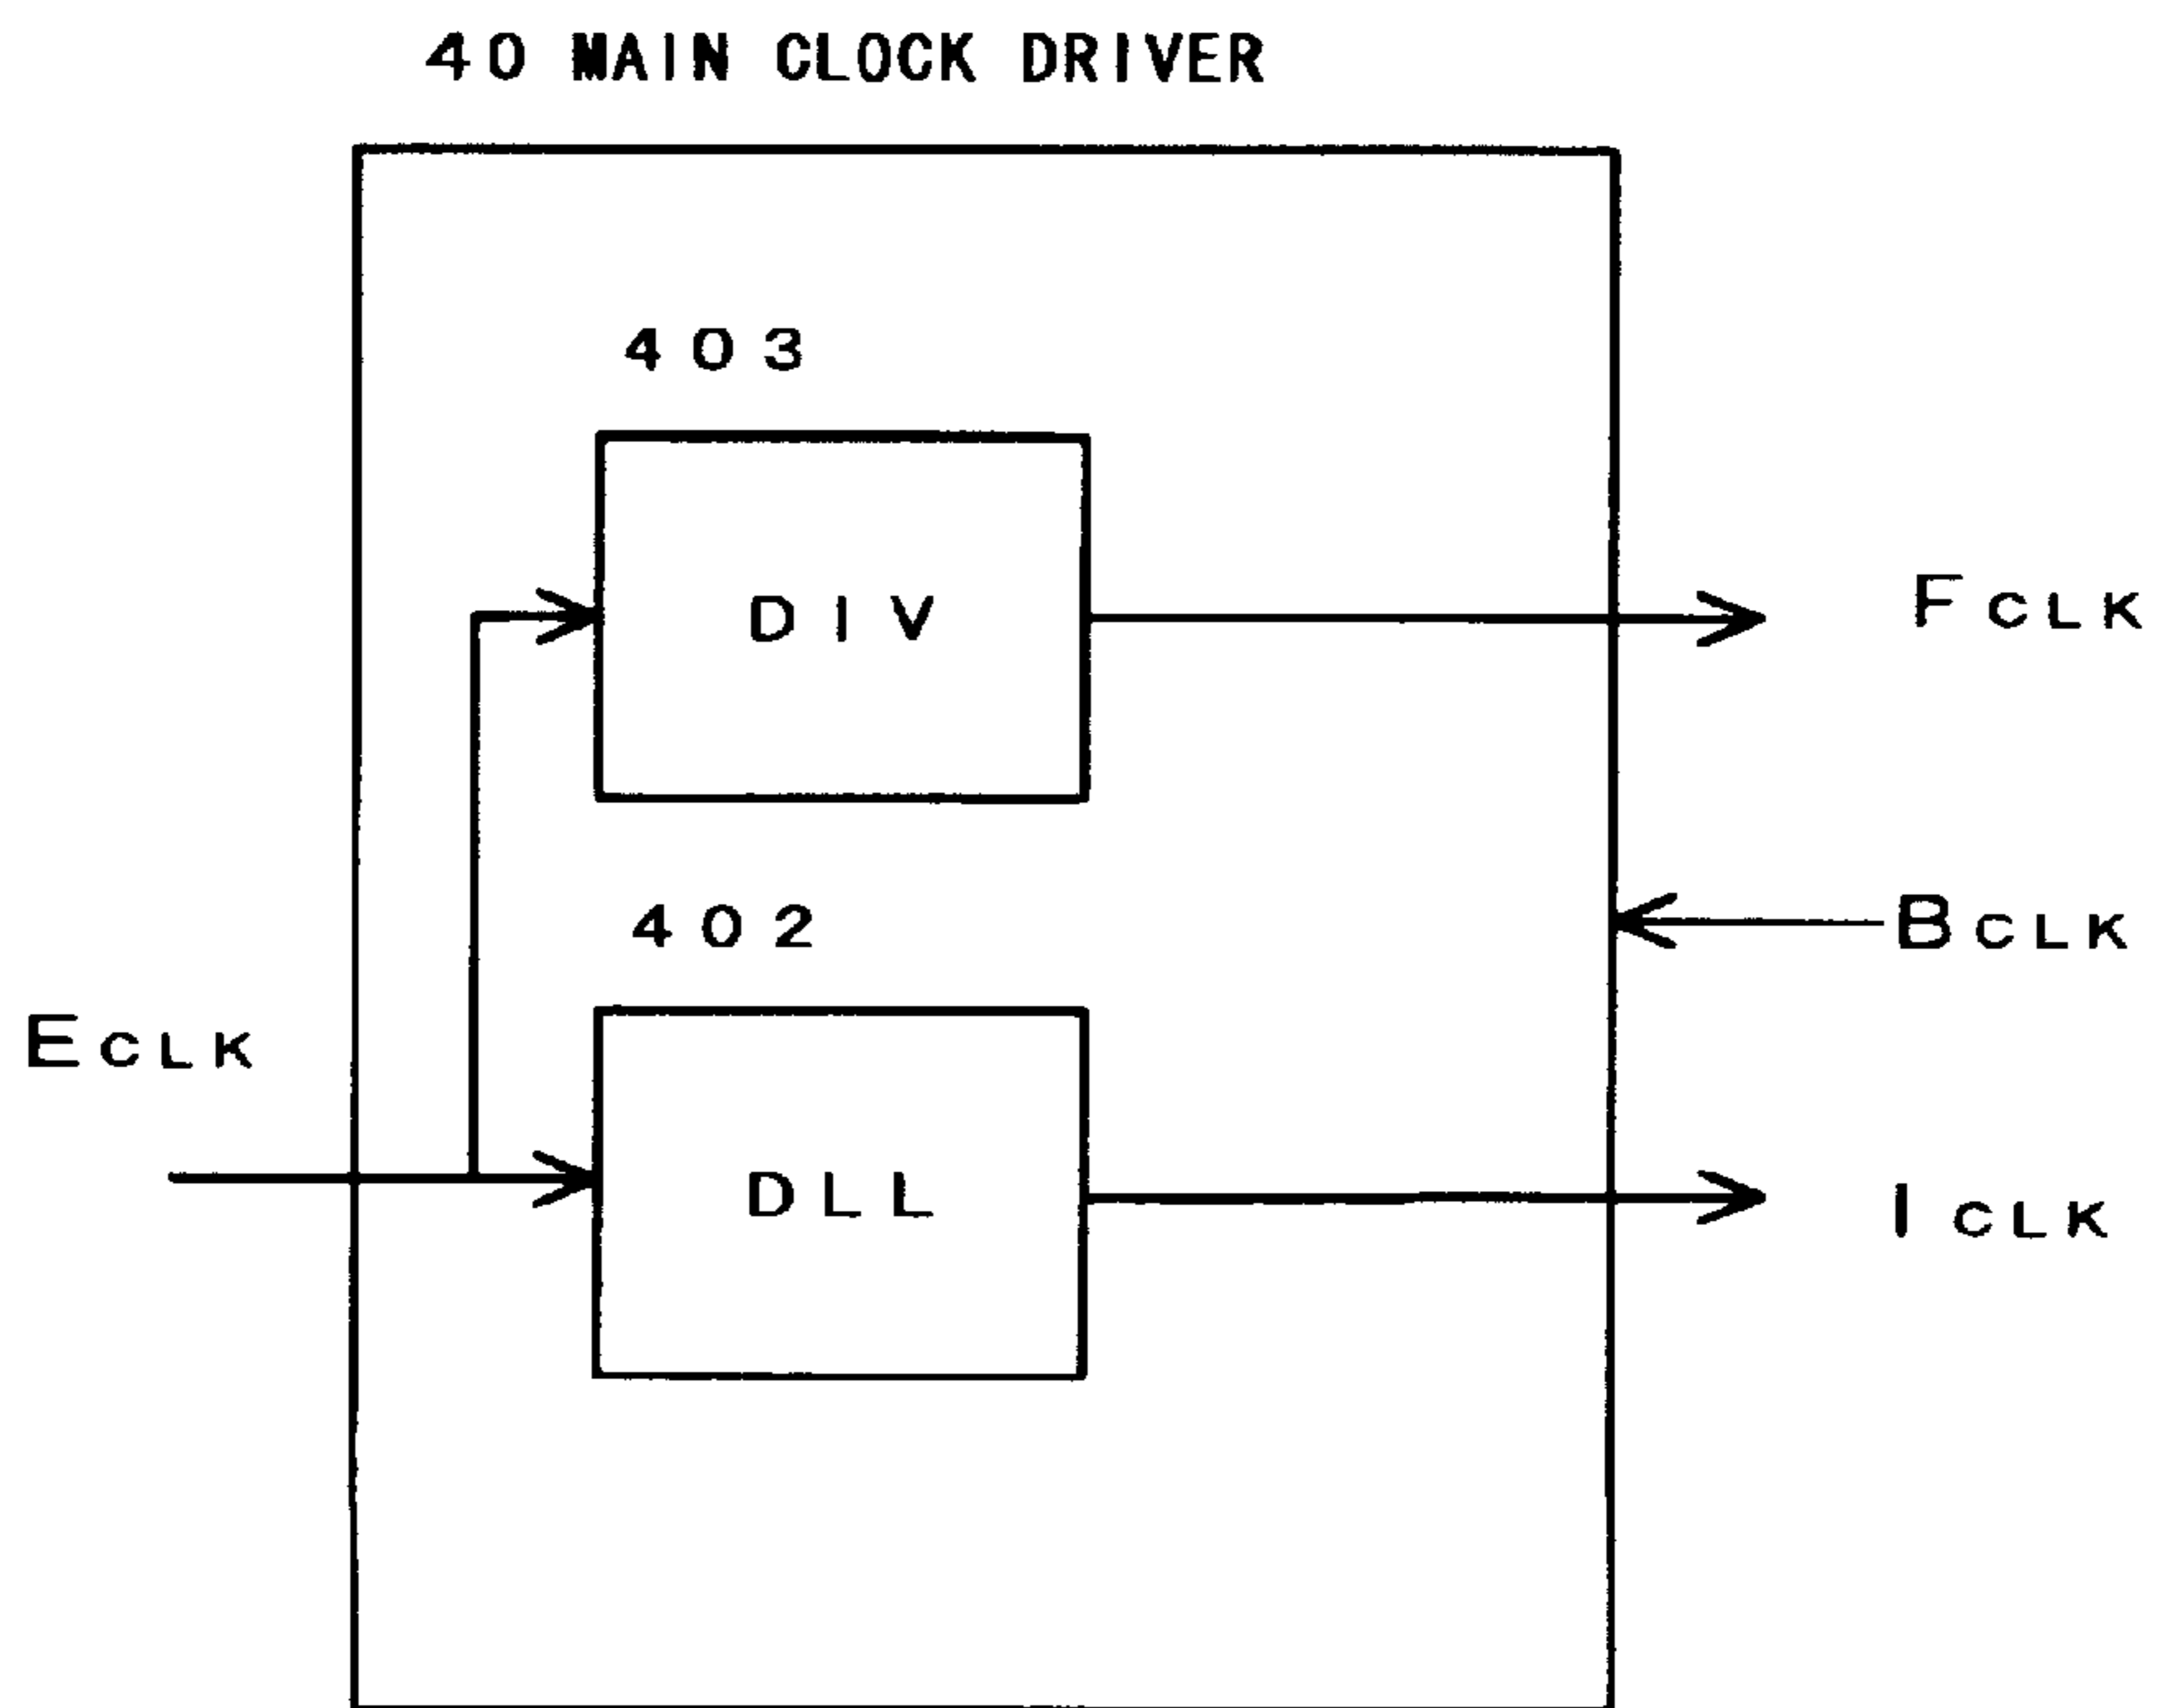 40 MAIN CLOCK DRIVER
403
DIV
FCLK
402
BCLK
ECLK
DLL
ICLK